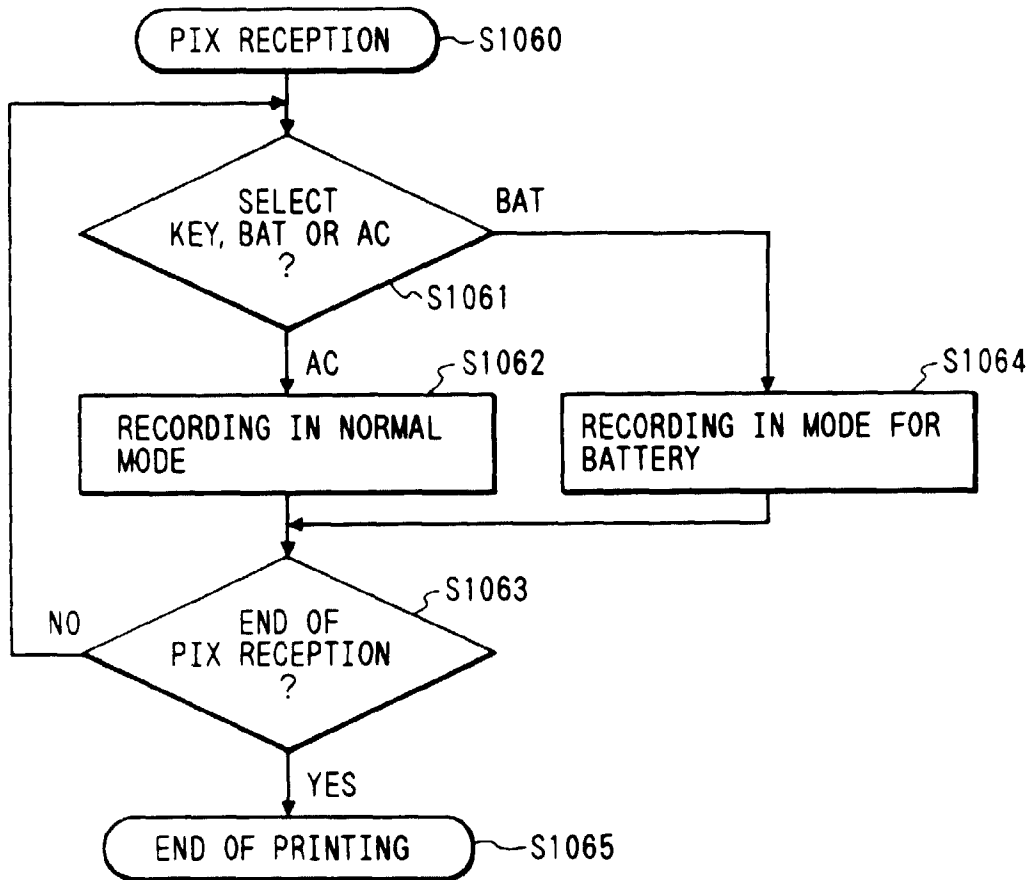 PIX RECEPTION
S1060
SELECT
KEY, BAT OR AC
?
BAT
S1061
AC
S1062
S1064
RECORDING IN NORMAL
MODE
RECORDING IN MODE FOR
BATTERY
S1063
NO
END OF
PIX RECEPTION
?
YES
END OF PRINTING
S1065